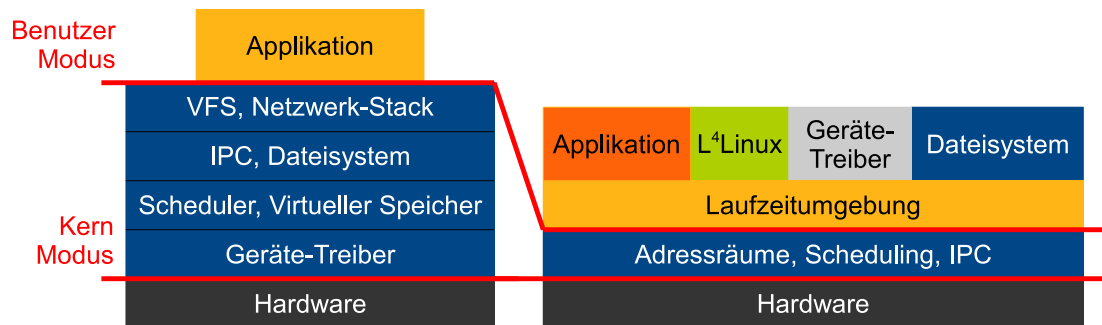 Benutzer
Modus
Applikation
VFS, Netzwerk-Stack
IPC, Dateisystem
Scheduler, Virtueller Speicher
Kern
Modus
Geräte-Treiber
Hardware
Applikation
L⁴Linux
Geräte-
Treiber
Dateisystem
Laufzeitumgebung
Adressräume, Scheduling, IPC
Hardware